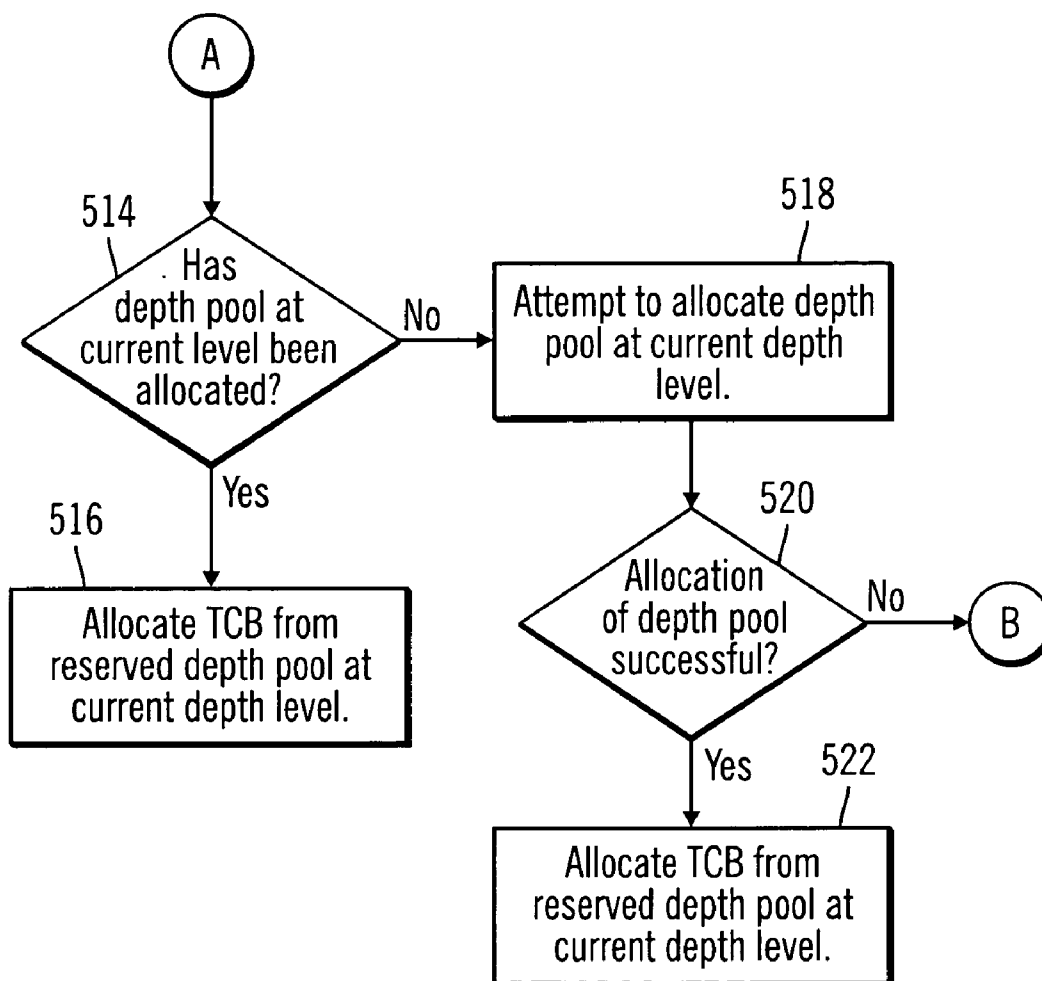 A
514
Has
depth pool at
current level been
allocated?
No
518
Attempt to allocate depth
pool at current depth
level.
Yes
516
Allocate TCB from
reserved depth pool at
current depth level.
520
Allocation
of depth pool
successful?
No
B
Yes
522
Allocate TCB from
reserved depth pool at
current depth level.